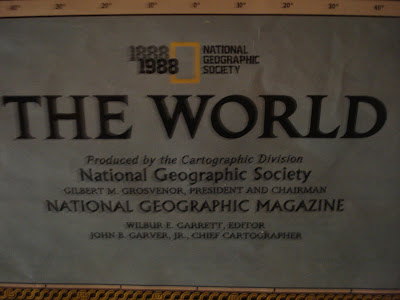 1888
1988
NATIONAL
GEOGRAPHIC
SOCIETY
THE WORLD
Produced by the Cartographic Division
National Geographic Society
GILBERT M. GROSVENOR, PRESIDENT AND CHAIRMAN
NATIONAL GEOGRAPHIC MAGAZINE
WILBUR E. GARRETT, EDITOR
JOHN B. GARVER, JR., CHIEF CARTOGRAPHER